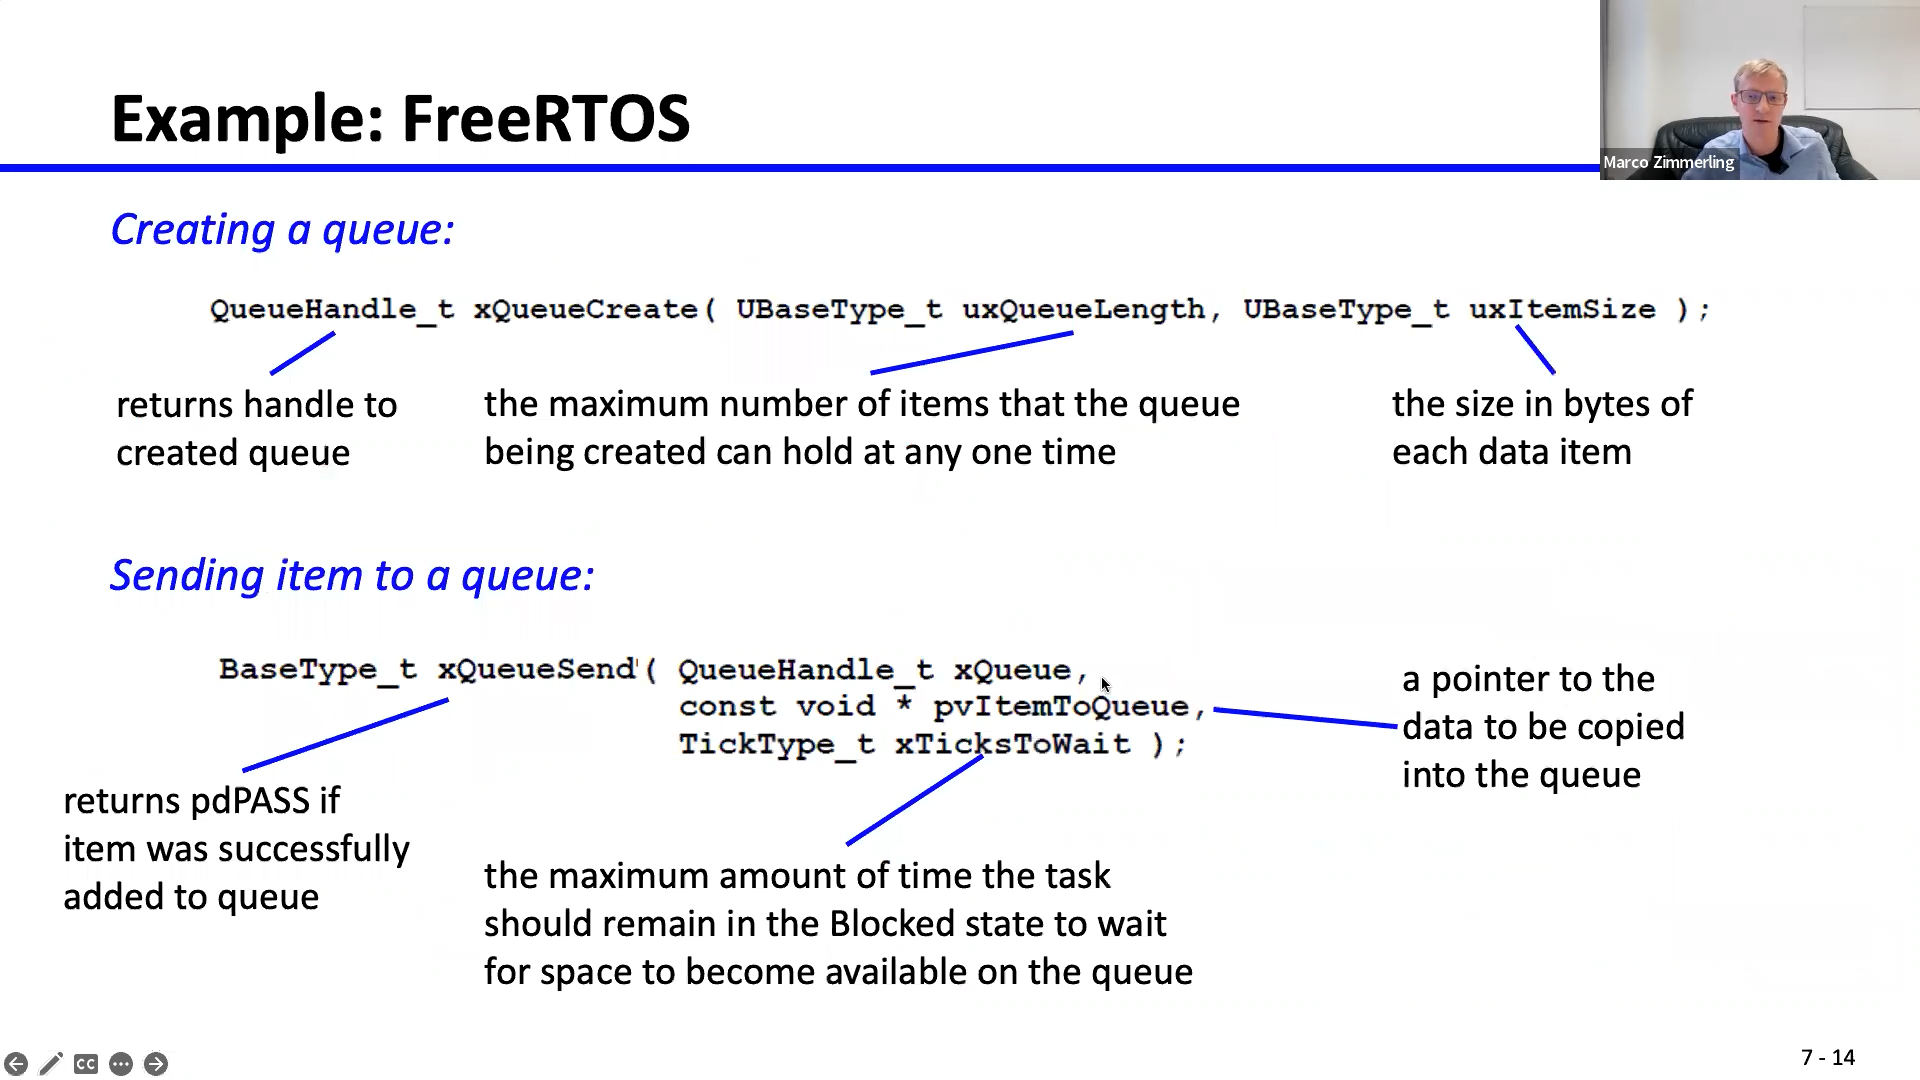 Example: FreeRTOS
Marco Zimmerling
Creating a queue:
QueueHandle_t xQueueCreate( UBaseType_t uxQueueLength, UBaseType_t uxItemSize );
returns handle to
created queue
the maximum number of items that the queue
being created can hold at any one time
the size in bytes of
each data item
Sending item to a queue:
BaseType_t xQueueSend'( QueueHandle_t xQueue,
const void * pvItemToQueue,
TickType_t xTicksToWait );
a pointer to the
data to be copied
into the queue
returns pdPASS if
item was successfully
added to queue
the maximum amount of time the task
should remain in the Blocked state to wait
for space to become available on the queue
CC
7 - 14